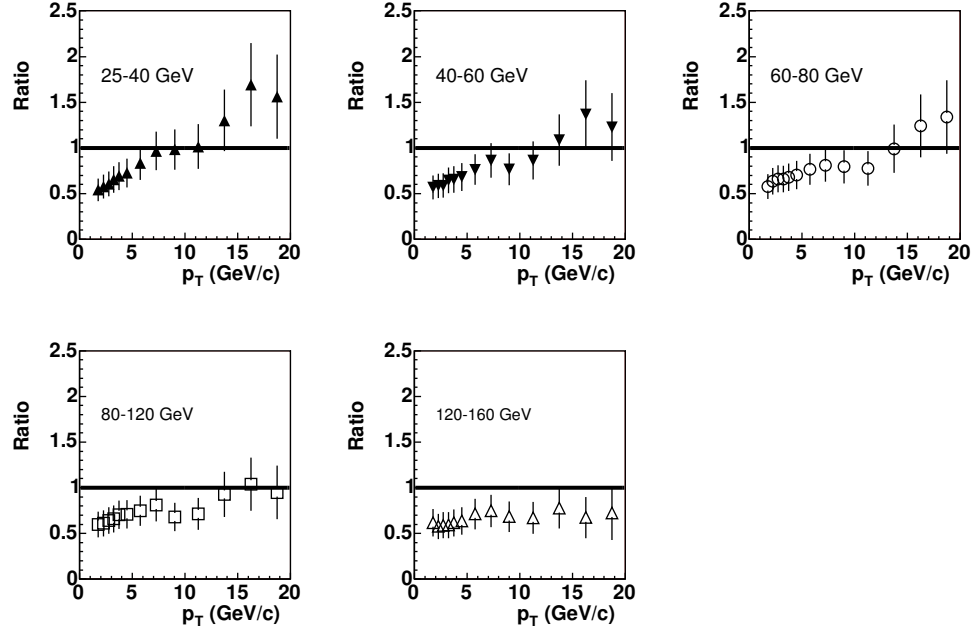 2.5
2
1.5
1
0.5
0
Ratio
25-40 GeV
0 5 10 15 20
p_T (GeV/c)
2.5
2
1.5
1
0.5
0
Ratio
40-60 GeV
0 5 10 15 20
p_T (GeV/c)
2.5
2
1.5
1
0.5
0
Ratio
60-80 GeV
0 5 10 15 20
p_T (GeV/c)
2.5
2
1.5
1
0.5
0
Ratio
80-120 GeV
0 5 10 15 20
p_T (GeV/c)
2.5
2
1.5
1
0.5
0
Ratio
120-160 GeV
0 5 10 15 20
p_T (GeV/c)